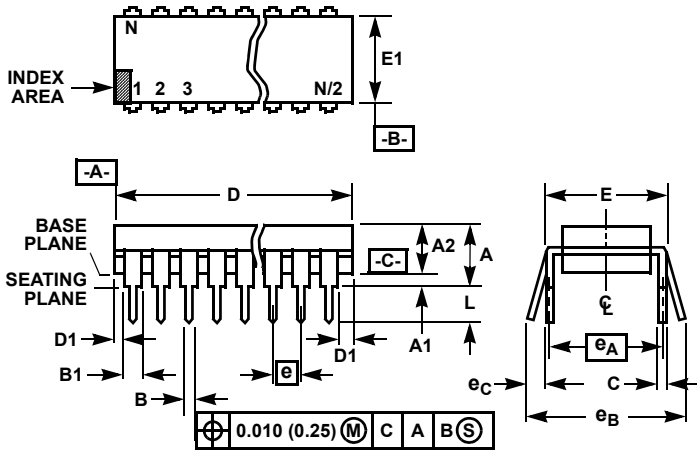 N
E1
INDEX
AREA
1 2 3 N/2
-B-
-A-
D
E
BASE
PLANE
A2
A
-C-
SEATING
PLANE
L
C
L
D1
A1
D1
eA
B1
e
eC
C
B
eB
0.010 (0.25) M C A B S